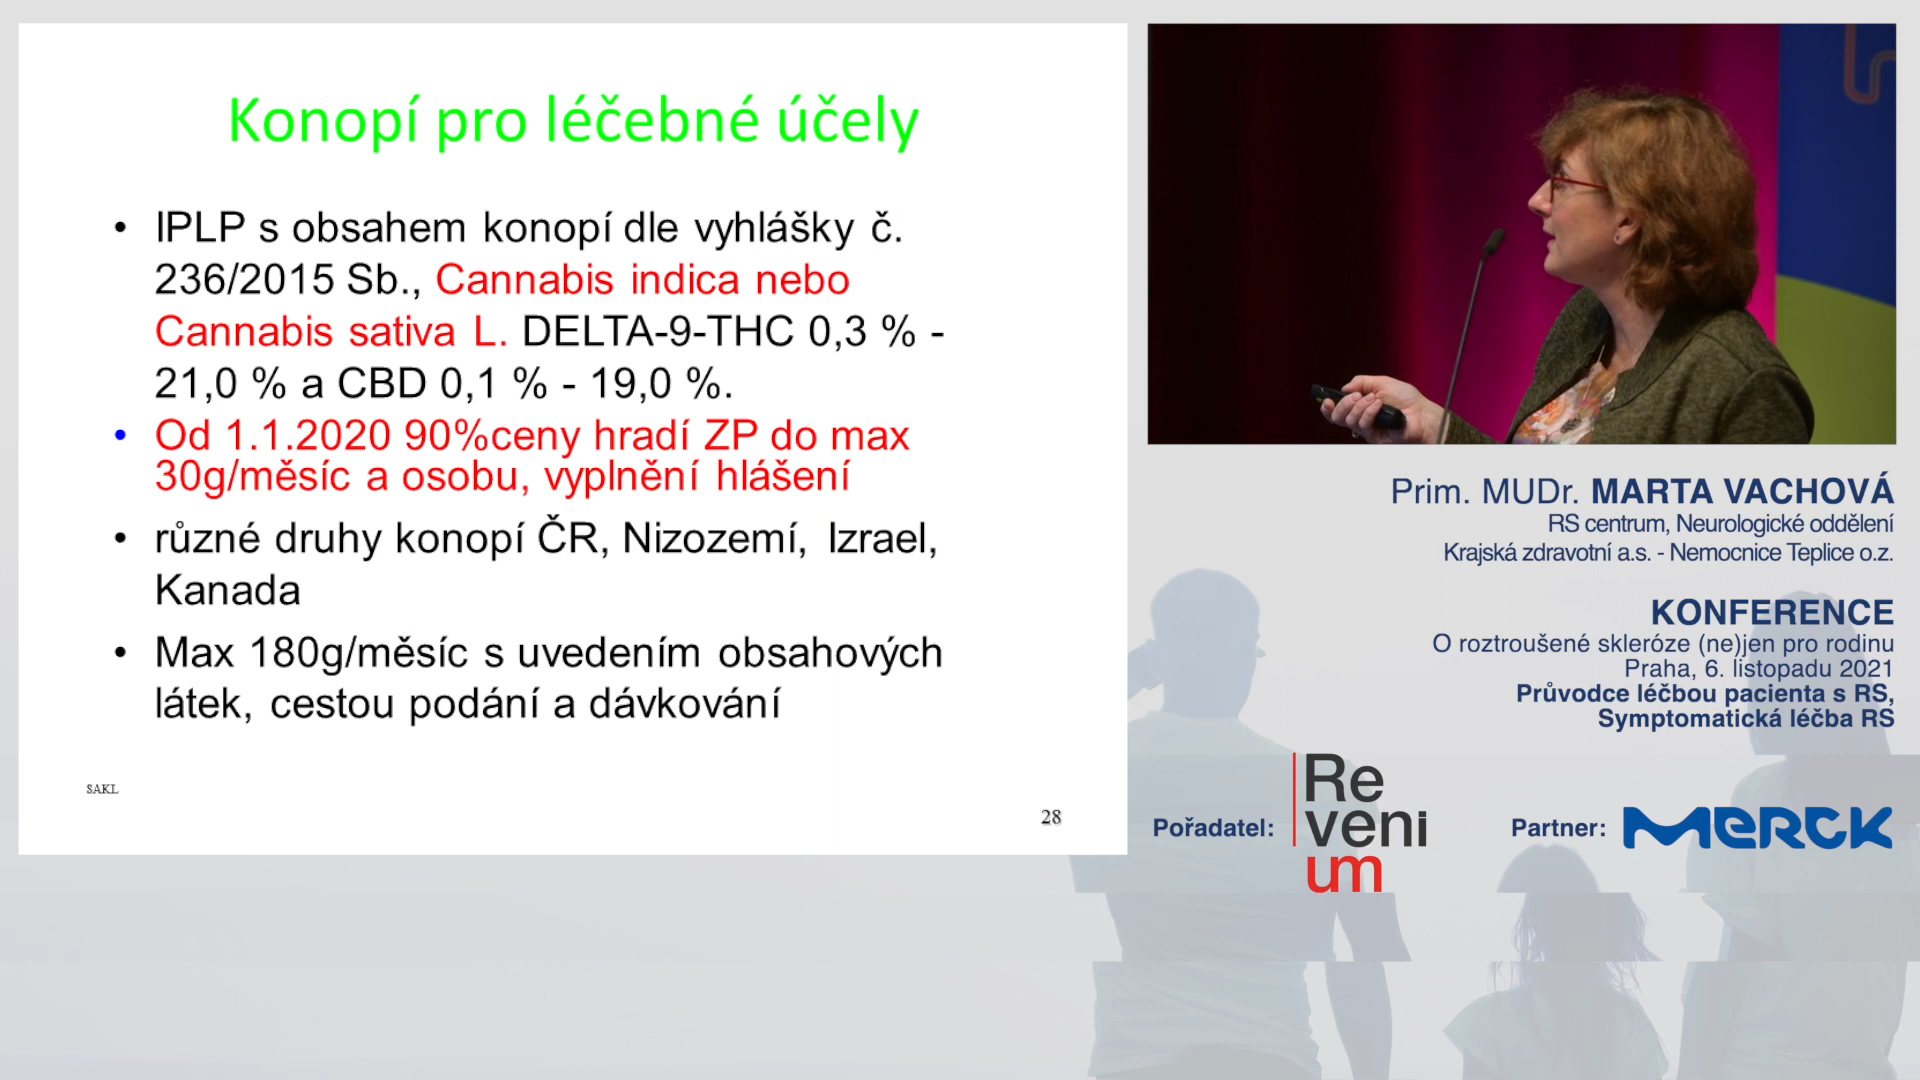 Konopí pro léčebné účely
• IPLP s obsahem konopí dle vyhlášky č.
236/2015 Sb., Cannabis indica nebo
Cannabis sativa L. DELTA-9-THC 0,3 % -
21,0 % a CBD 0,1 % - 19,0 %.
• Od 1.1.2020 90%ceny hradí ZP do max
30g/měsíc a osobu, vyplnění hlášení
• různé druhy konopí ČR, Nizozemí, Izrael,
Kanada
• Max 180g/měsíc s uvedením obsahových
látek, cestou podání a dávkování
SAKL
28
Prim. MUDr. MARTA VACHOVÁ
RS centrum, Neurologické oddělení
Krajská zdravotní a.s. - Nemocnice Teplice o.z.
KONFERENCE
O roztroušené skleróze (ne)jen pro rodinu
Praha, 6. listopadu 2021
Průvodce léčbou pacienta s RS,
Symptomatická léčba RS
Pořadatel:
Re
veni
um
Partner:
MERCK